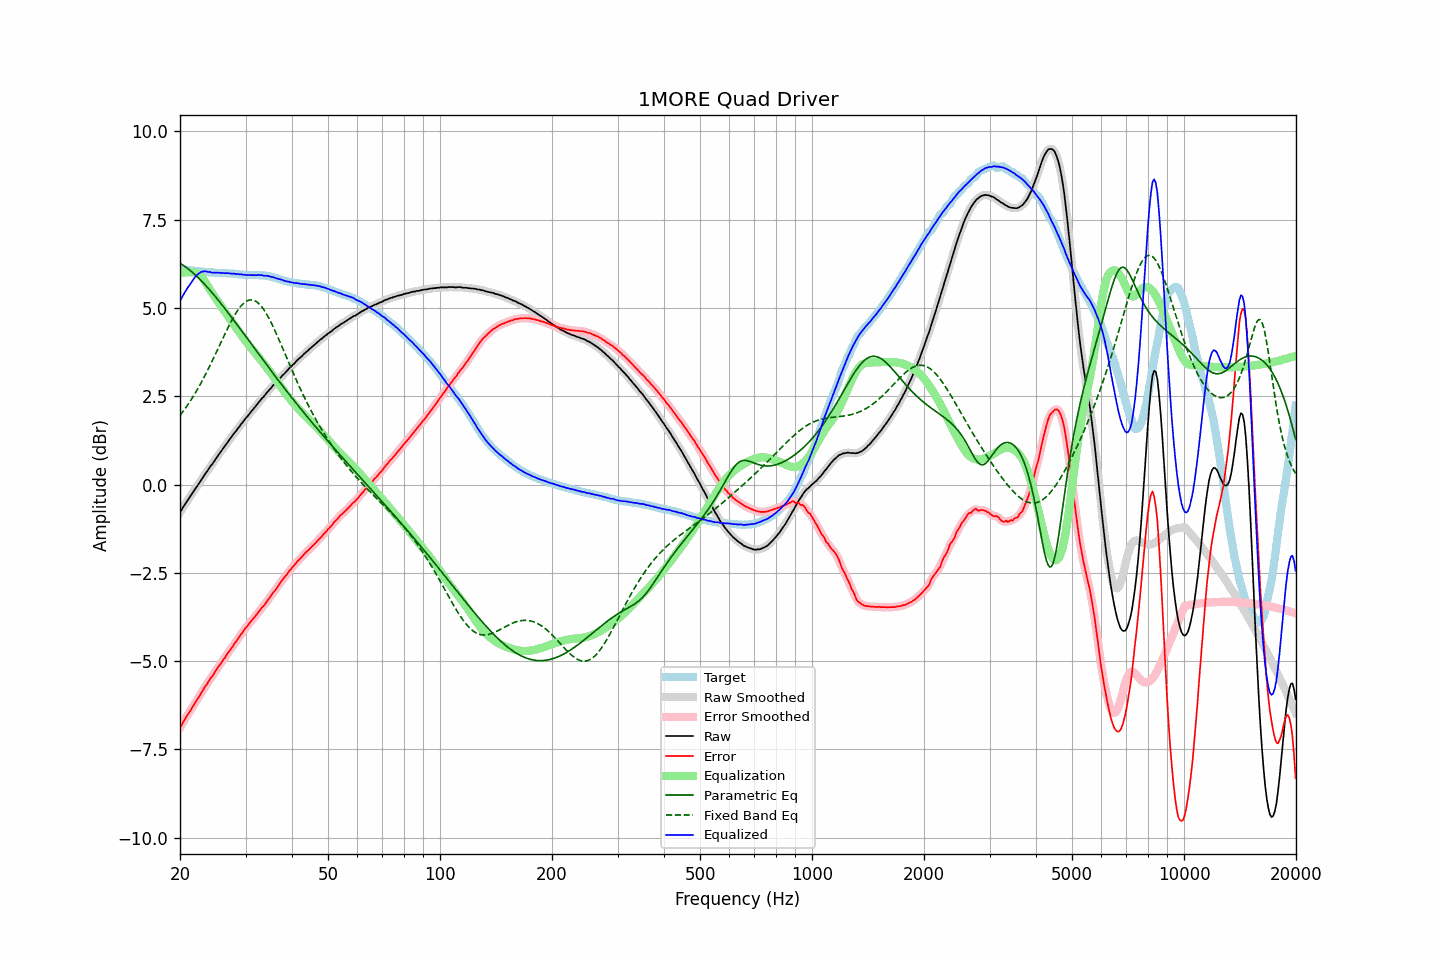 1MORE Quad Driver
10.0
7.5
5.0
2.5
0.0
−2.5
−5.0
−7.5
−10.0
Amplitude (dBr)
Target
Raw Smoothed
Error Smoothed
Raw
Error
Equalization
Parametric Eq
Fixed Band Eq
Equalized
20 50 100 200 500 1000 2000 5000 10000 20000
Frequency (Hz)